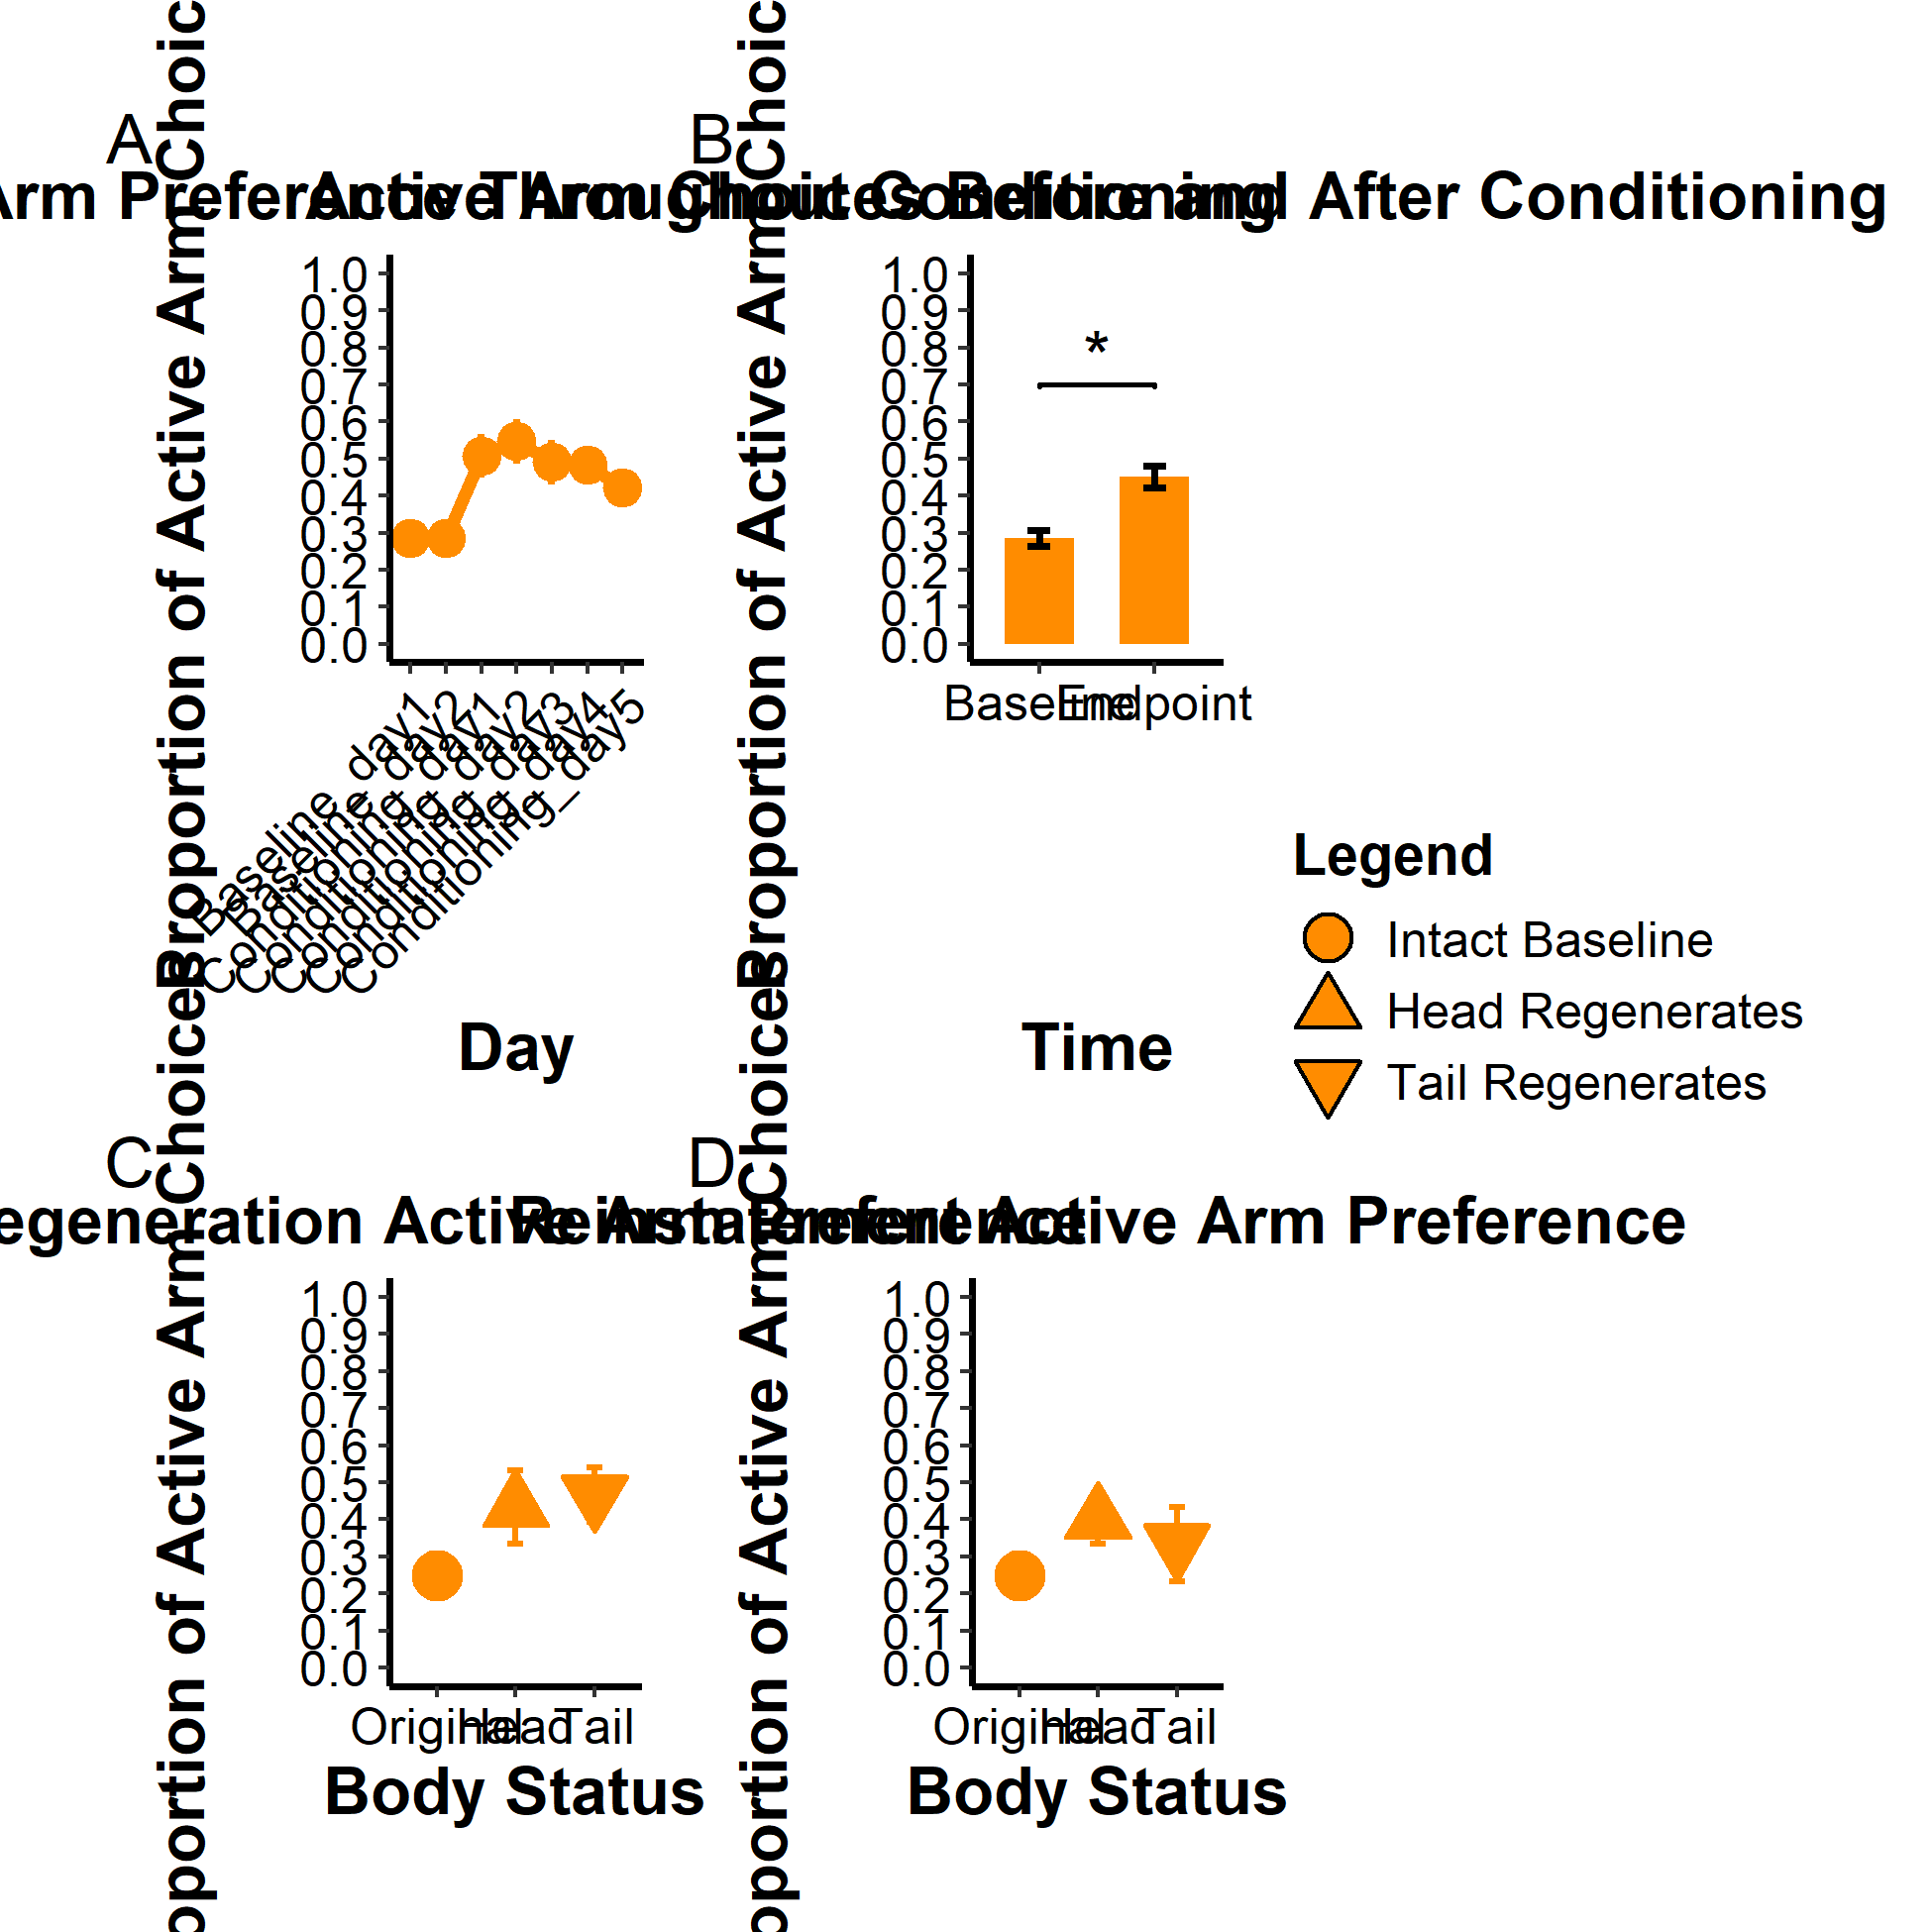 A
B
Arm Preference Throughout Conditioning
Active Arm Choices Before and After Conditioning
Proportion of Active Arm Choices
1.0
0.9
0.8
0.7
0.6
0.5
0.4
0.3
0.2
0.1
0.0
Baseline_day1
Baseline_day2
Conditioning_day1
Conditioning_day2
Conditioning_day3
Conditioning_day4
Conditioning_day5
Day
Proportion of Active Arm Choices
1.0
0.9
0.8
0.7
0.6
0.5
0.4
0.3
0.2
0.1
0.0
*
Baseline
Endpoint
Time
Legend
Intact Baseline
Head Regenerates
Tail Regenerates
C
D
egeneration Active Arm Preference
Reinstatement Active Arm Preference
portion of Active Arm Choices
1.0
0.9
0.8
0.7
0.6
0.5
0.4
0.3
0.2
0.1
0.0
Original
Head
Tail
Body Status
portion of Active Arm Choices
1.0
0.9
0.8
0.7
0.6
0.5
0.4
0.3
0.2
0.1
0.0
Original
Head
Tail
Body Status